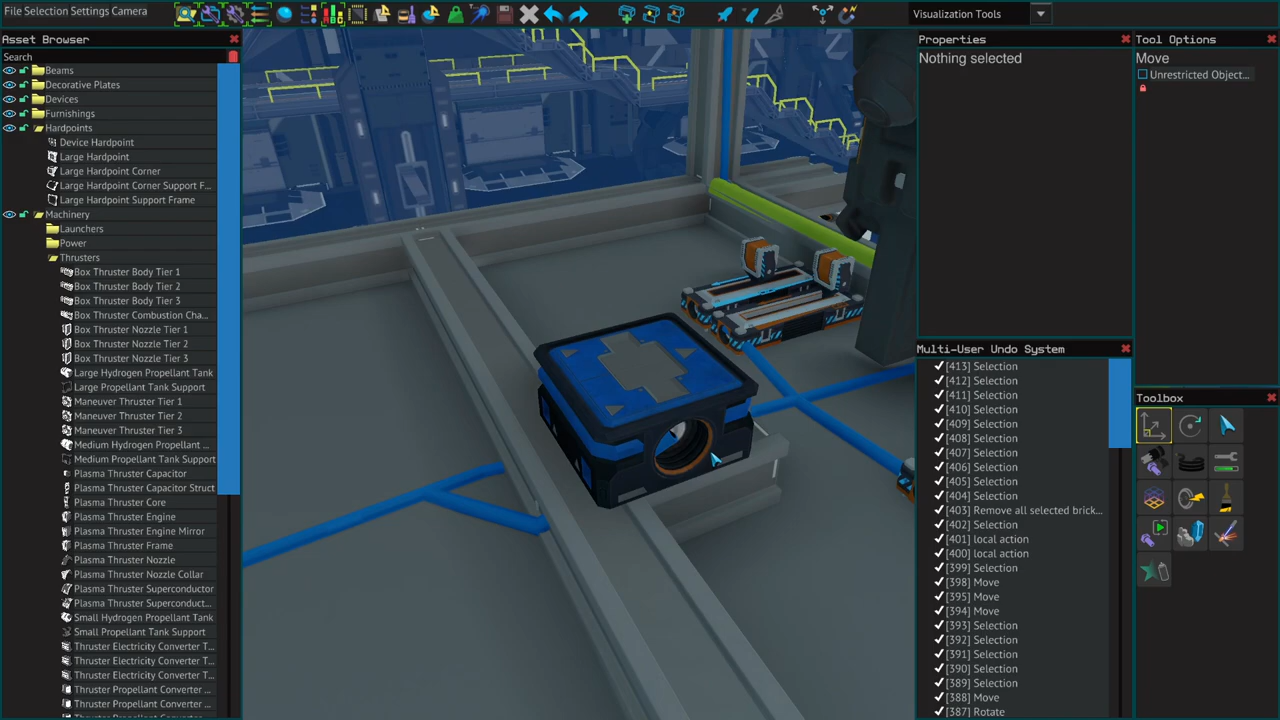 File Selection Settings Camera
Visualization Tools
Asset Browser
Search
Beams
Decorative Plates
Devices
Furnishings
Hardpoints
Device Hardpoint
Large Hardpoint
Large Hardpoint Corner
Large Hardpoint Corner Support F...
Large Hardpoint Support Frame
Machinery
Launchers
Power
Thrusters
Box Thruster Body Tier 1
Box Thruster Body Tier 2
Box Thruster Body Tier 3
Box Thruster Combustion Cha...
Box Thruster Nozzle Tier 1
Box Thruster Nozzle Tier 2
Box Thruster Nozzle Tier 3
Large Hydrogen Propellant Tank
Large Propellant Tank Support
Maneuver Thruster Tier 1
Maneuver Thruster Tier 2
Maneuver Thruster Tier 3
Medium Hydrogen Propellant ...
Medium Propellant Tank Support
Plasma Thruster Capacitor
Plasma Thruster Capacitor Struct
Plasma Thruster Core
Plasma Thruster Engine
Plasma Thruster Engine Mirror
Plasma Thruster Frame
Plasma Thruster Nozzle
Plasma Thruster Nozzle Collar
Plasma Thruster Superconductor
Plasma Thruster Superconduct...
Small Hydrogen Propellant Tank
Small Propellant Tank Support
Thruster Electricity Converter T...
Thruster Electricity Converter T...
Thruster Electricity Converter T...
Thruster Propellant Converter ...
Thruster Propellant Converter ...
Properties
Nothing selected
Tool Options
Move
Unrestricted Object...
Multi-User Undo System
[413] Selection
[412] Selection
[411] Selection
[410] Selection
[409] Selection
[408] Selection
[407] Selection
[406] Selection
[405] Selection
[404] Selection
[403] Remove all selected brick...
[402] Selection
[401] local action
[400] local action
[399] Selection
[398] Move
[395] Move
[394] Move
[393] Selection
[392] Selection
[391] Selection
[390] Selection
[389] Selection
[388] Move
[387] Rotate
Toolbox